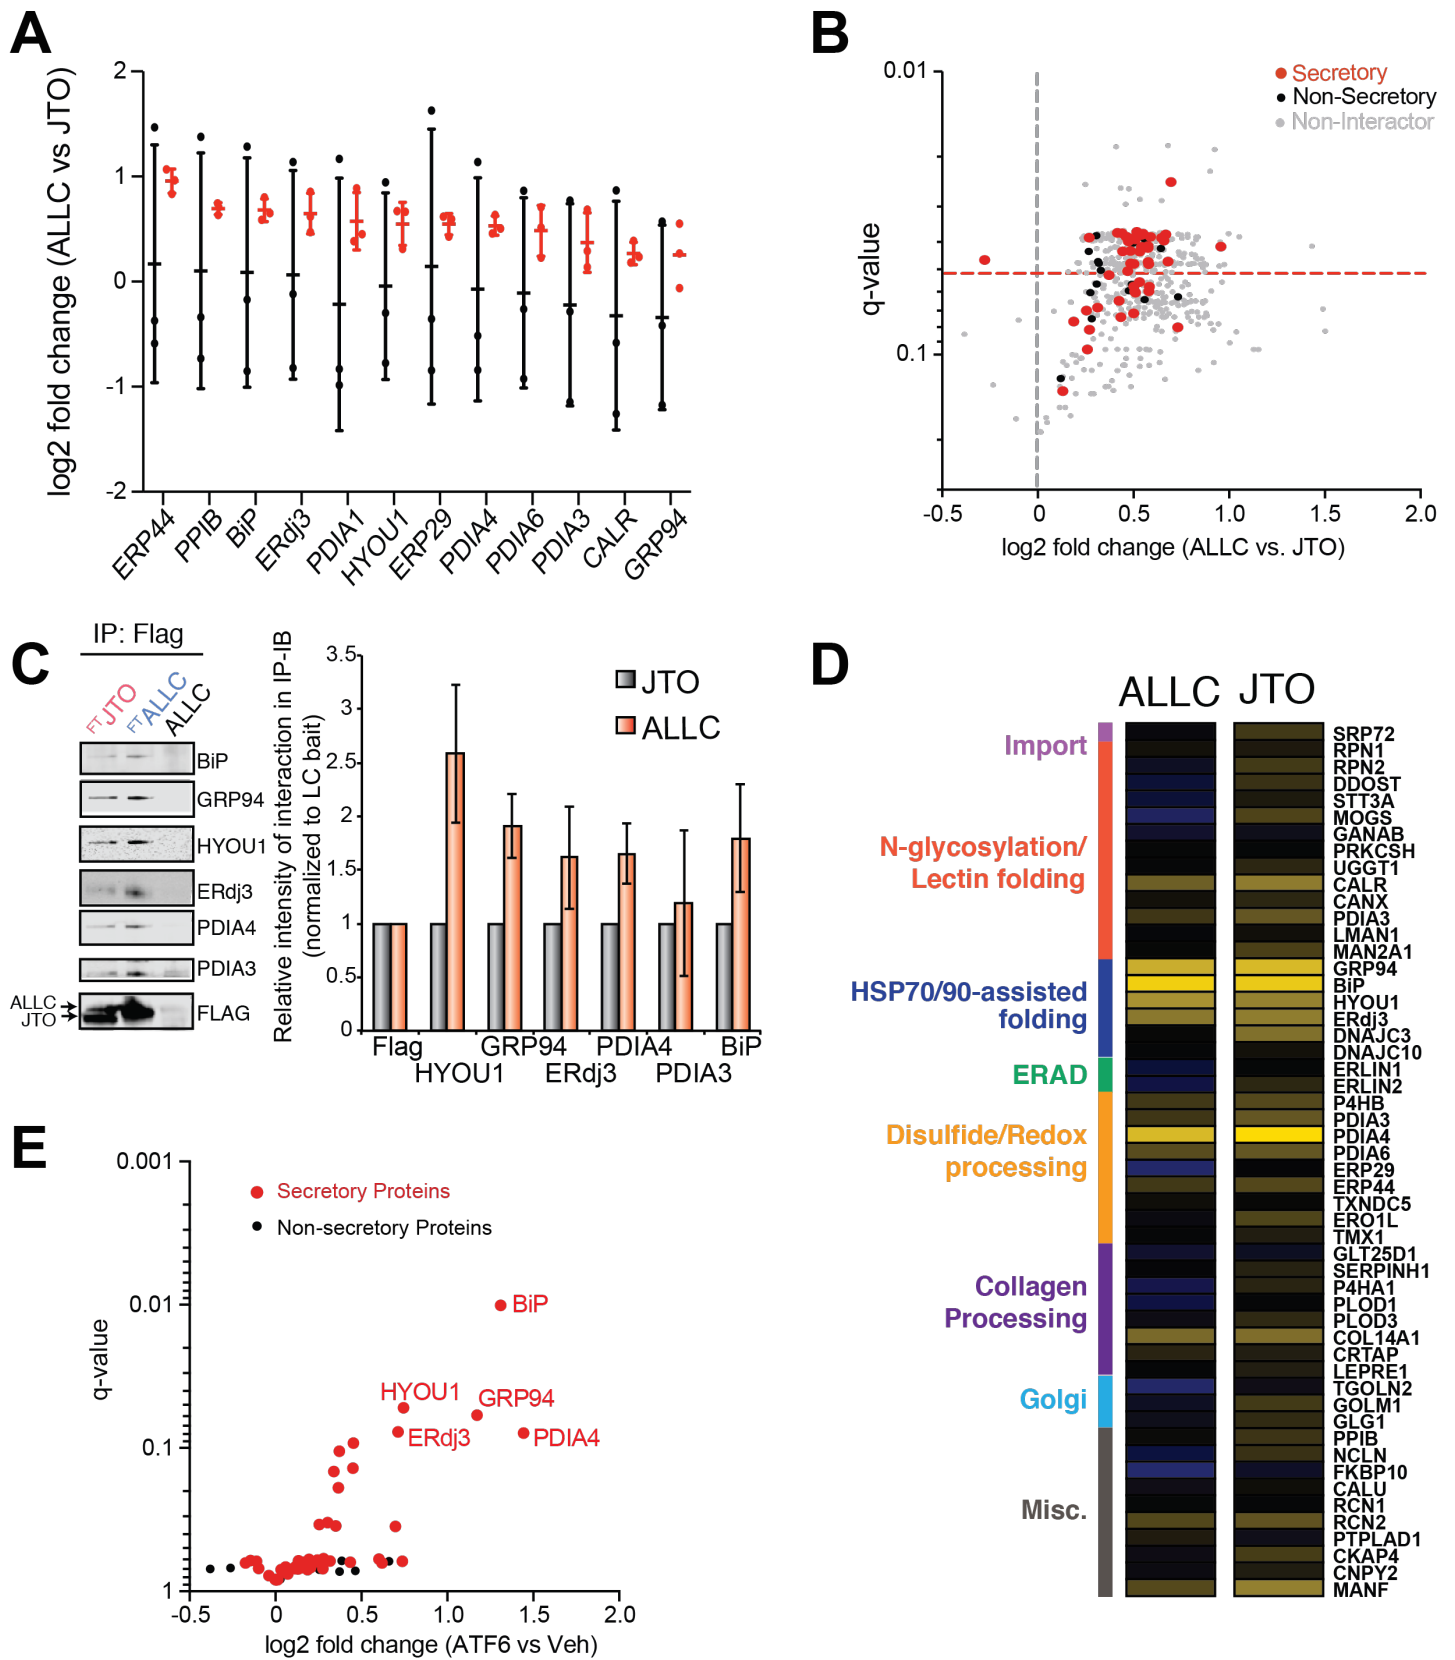 A
log2 fold change (ALLC vs JTO)
2
1
0
-1
-2
ERP44
PPIB
BiP
ERdj3
PDIA1
HYOU1
ERP29
PDIA4
PDIA6
PDIA3
CALR
GRP94
B
q-value
0.01
0.1
Secretory
Non-Secretory
Non-Interactor
-0.5
0
0.5
1.0
1.5
2.0
log2 fold change (ALLC vs. JTO)
C
IP: Flag
FTJTO
FTALLC
ALLC
BiP
GRP94
HYOU1
ERdj3
PDIA4
PDIA3
FLAG
ALLC
JTO
Relative intensity of interaction in IP-IB
(normalized to LC bait)
3.5
3
2.5
2
1.5
1
0.5
0
JTO
ALLC
Flag
HYOU1
GRP94
ERdj3
PDIA4
PDIA3
BiP
D
ALLC
JTO
Import
N-glycosylation/
Lectin folding
HSP70/90-assisted
folding
ERAD
Disulfide/Redox
processing
Collagen
Processing
Golgi
Misc.
SRP72
RPN1
RPN2
DDOST
STT3A
MOGS
GANAB
PRKCSH
UGGT1
CALR
CANX
PDIA3
LMAN1
MAN2A1
GRP94
BiP
HYOU1
ERdj3
DNAJC3
DNAJC10
ERLIN1
ERLIN2
P4HB
PDIA3
PDIA4
PDIA6
ERP29
ERP44
TXNDC5
ERO1L
TMX1
GLT25D1
SERPINH1
P4HA1
PLOD1
PLOD3
COL14A1
CRTAP
LEPRE1
TGOLN2
GOLM1
GLG1
PPIB
NCLN
FKBP10
CALU
RCN1
RCN2
PTPLAD1
CKAP4
CNPY2
MANF
E
q-value
0.001
0.01
0.1
1
Secretory Proteins
Non-secretory Proteins
BiP
HYOU1
GRP94
ERdj3
PDIA4
-0.5
0
0.5
1.0
1.5
2.0
log2 fold change (ATF6 vs Veh)